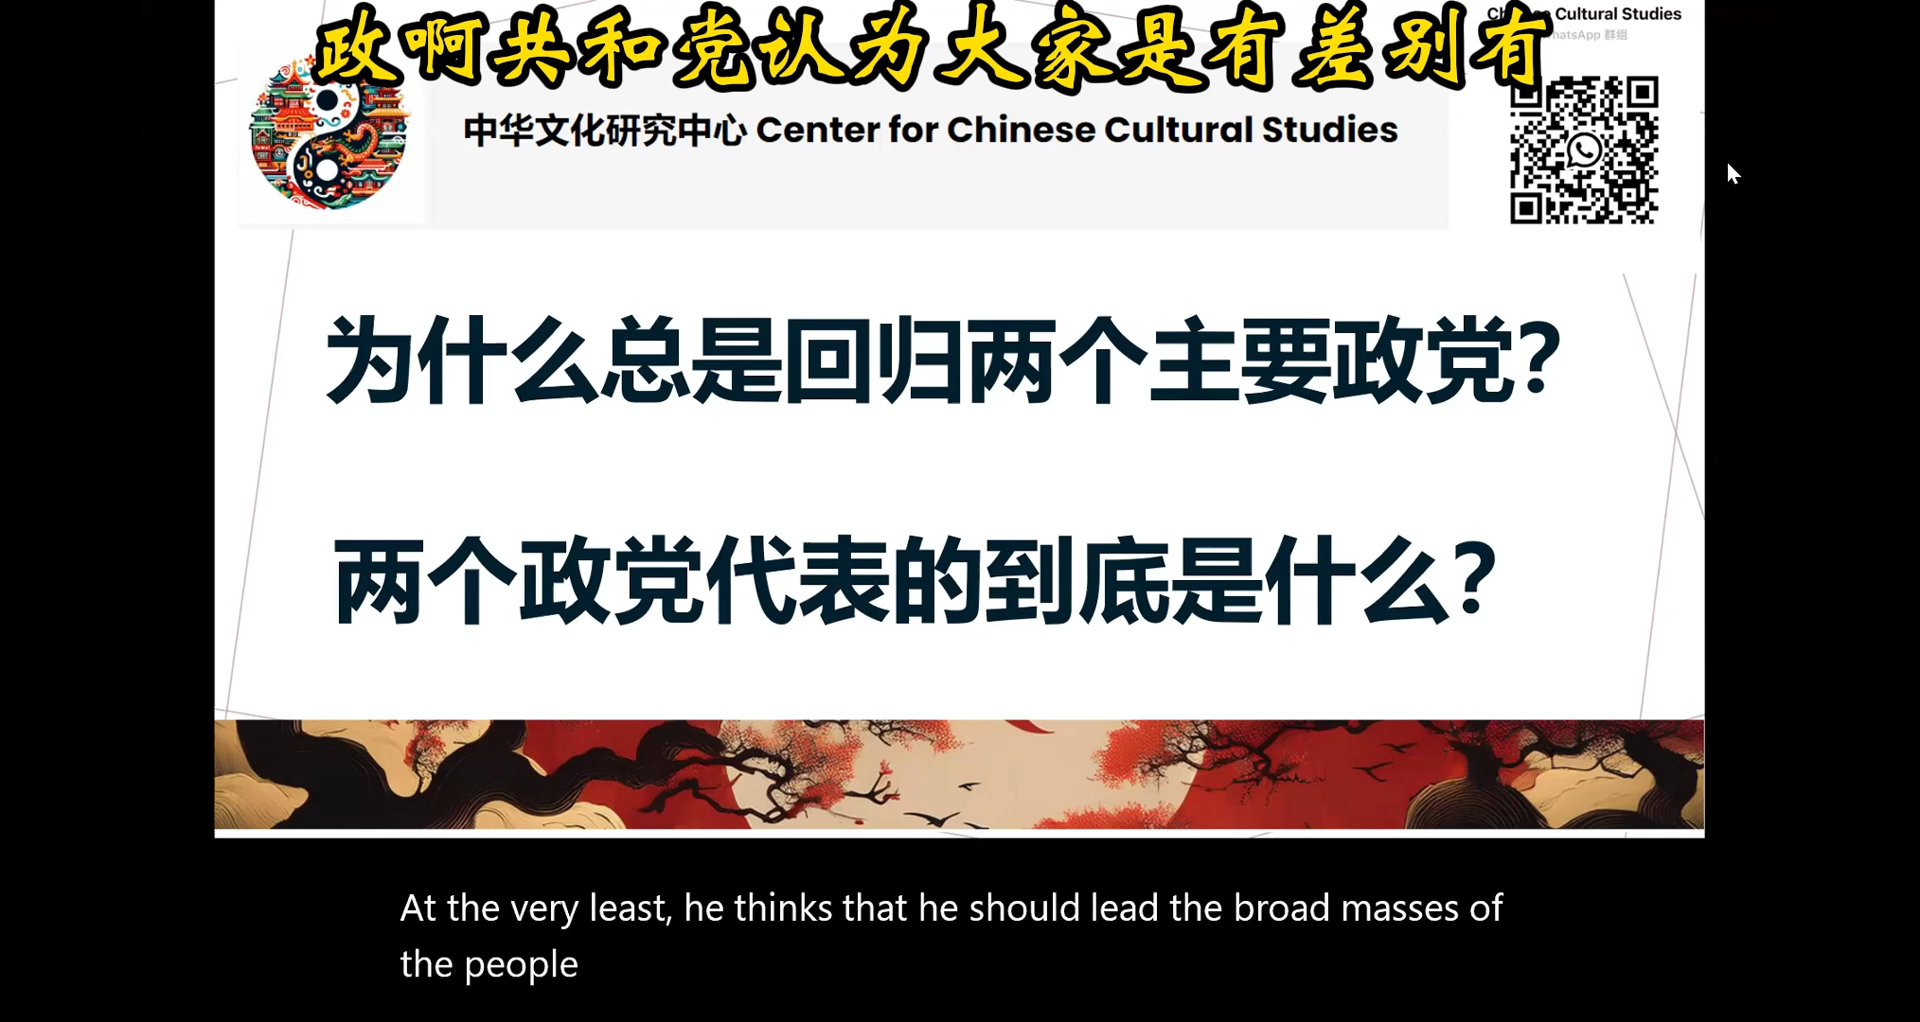 Cultural Studies
政啊共和党认为大家是有差别有
WhatsApp 群组
中华文化研究中心 Center for Chinese Cultural Studies
为什么总是回归两个主要政党?
两个政党代表的到底是什么?
At the very least, he thinks that he should lead the broad masses of
the people